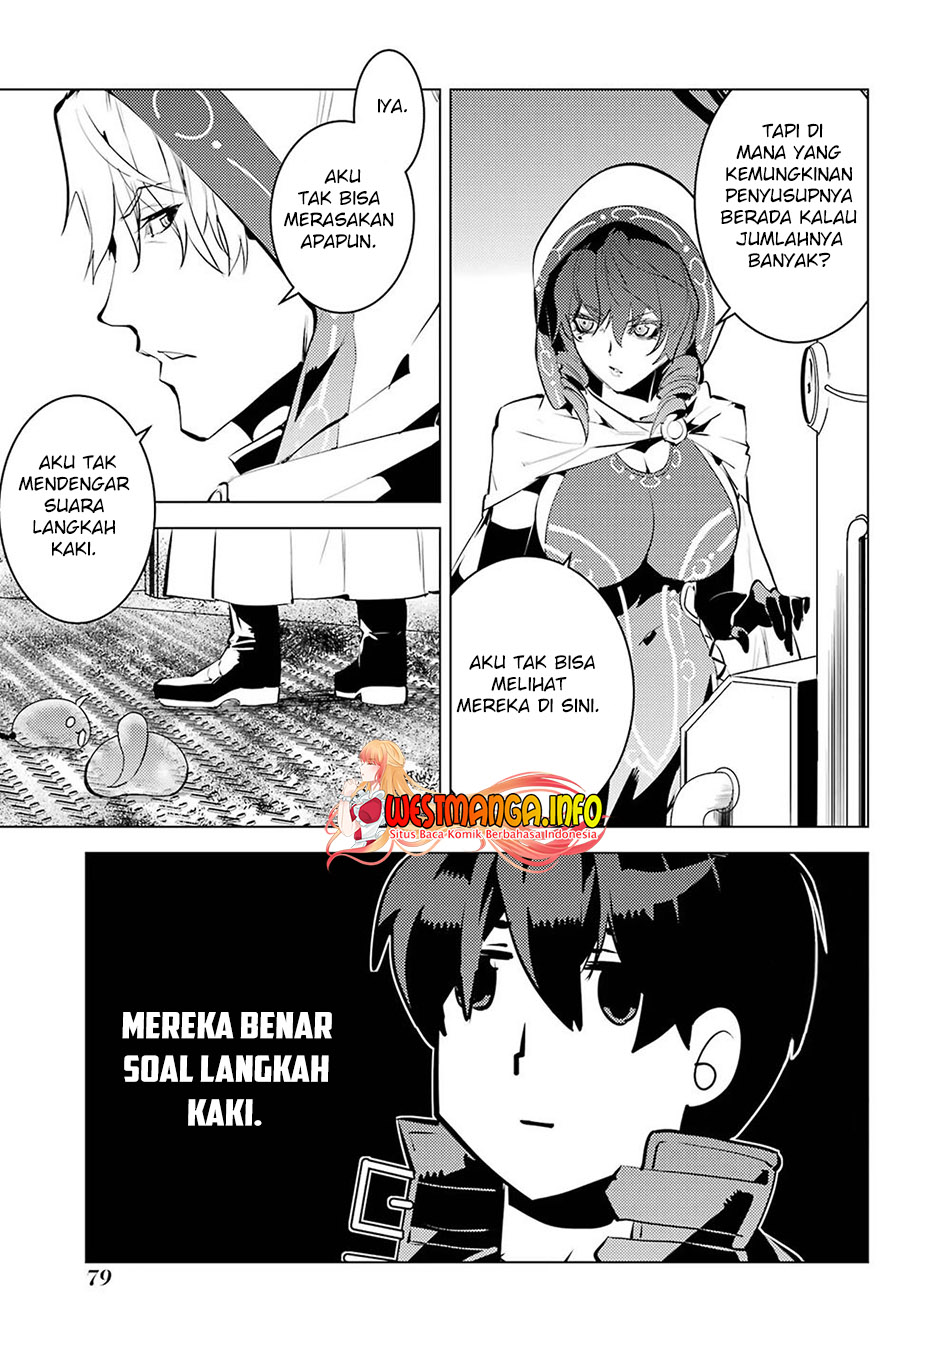 TAPI DI
MANA YANG
KEMUNGKINAN
PENYUSUPNYA
BERADA KALAU
JUMLAHNYA
BANYAK?
AKU TAK BISA
MELIHAT
MEREKA DI SINI.
IYA.
AKU
TAK BISA
MERASAKAN
APAPUN.
AKU TAK
MENDENGAR
SUARA
LANGKAH
KAKI.
WESTMANGA.INFO
Situs Baca Komik Berbahasa Indonesia
MEREKA BENAR
SOAL LANGKAH
KAKI.
79